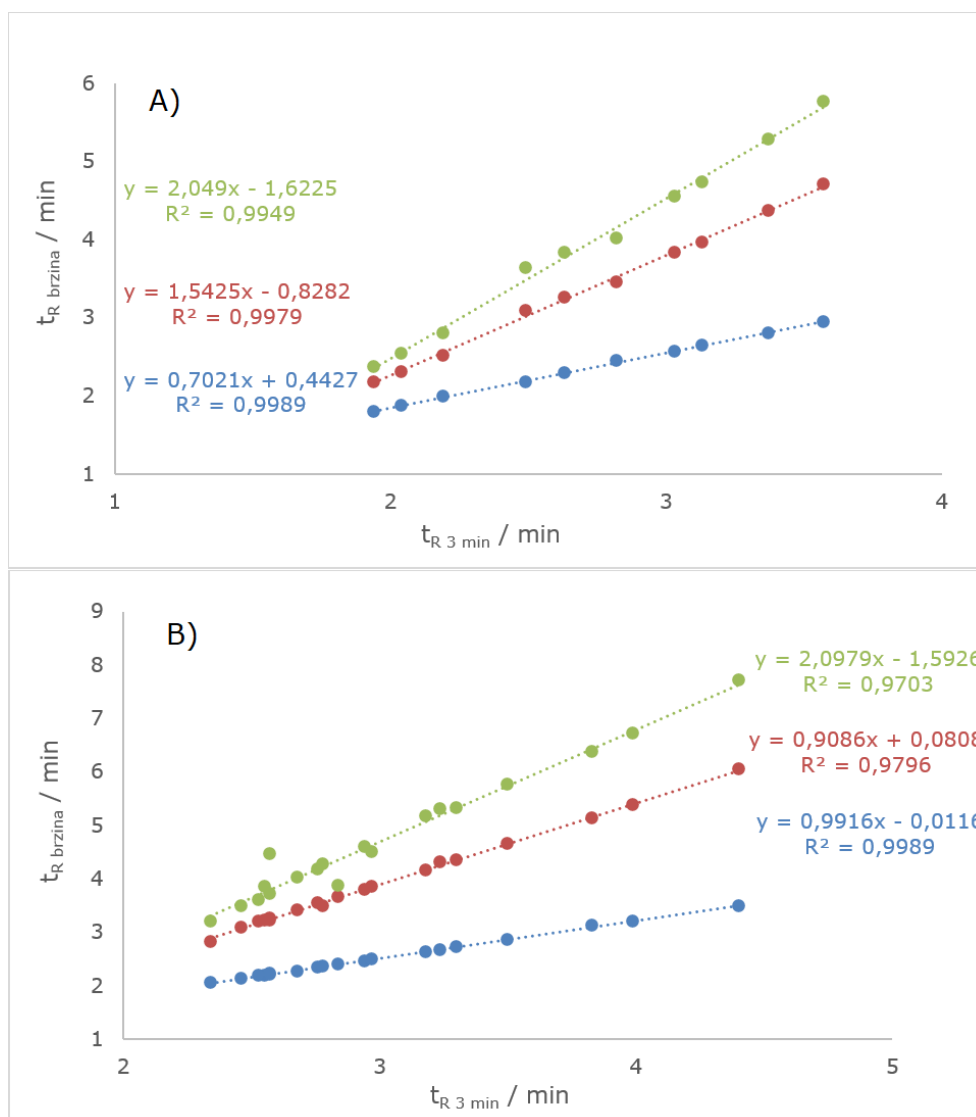 A)
6
5
4
3
2
1
t_R brzina / min
y = 2,049x - 1,6225
R² = 0,9949
y = 1,5425x - 0,8282
R² = 0,9979
y = 0,7021x + 0,4427
R² = 0,9989
1
2
3
4
t_R 3 min / min
B)
9
8
7
6
5
4
3
2
1
t_R brzina / min
y = 2,0979x - 1,5926
R² = 0,9703
y = 0,9086x + 0,0808
R² = 0,9796
y = 0,9916x - 0,0116
R² = 0,9989
2
3
4
5
t_R 3 min / min